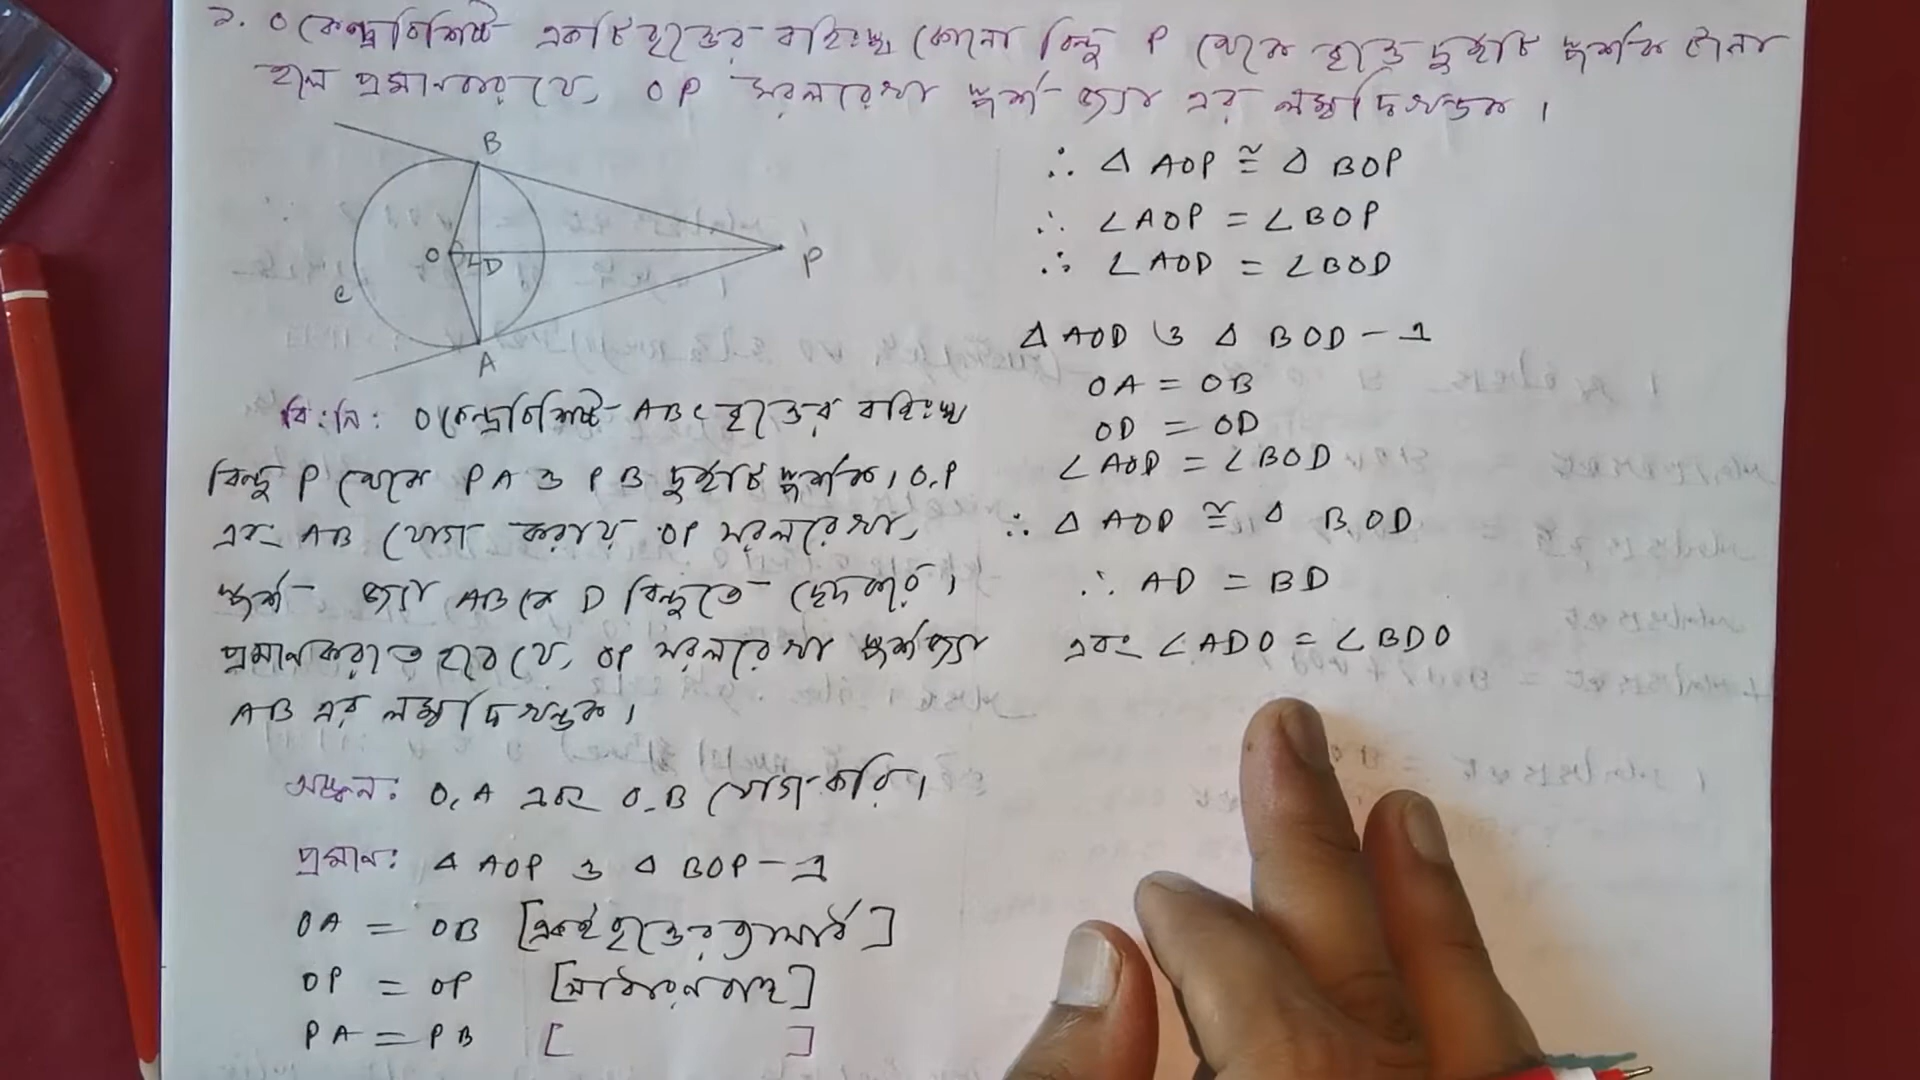 ১. O কেন্দ্রবিশিষ্ট একটি বৃত্তের বহিঃস্থ কোনো বিন্দু P থেকে বৃত্তে দুইটি স্পর্শক টানা
হলে প্রমাণ কর যে, OP সরলরেখা স্পর্শ-জ্যা এর লম্বদ্বিখন্ডক।
B
O
D
P
C
A
বি:নি: O কেন্দ্রবিশিষ্ট ABC বৃত্তের বহিঃস্থ
বিন্দু P থেকে PA ও PB দুইটি স্পর্শক। O,P
এবং AB যোগ করায় OP সরলরেখা,
স্পর্শ- জ্যা AB কে D বিন্দুতে ছেদ করে।
প্রমাণ করতে হবে যে, OP সরলরেখা স্পর্শজ্যা
AB এর লম্বদ্বিখন্ডক।
অঙ্কন: O,A এবং O,B যোগ করি।
প্রমাণ: Δ AOP ও Δ BOP-এ
OA = OB [একই বৃত্তের ব্যাসার্ধ]
OP = OP [সাধারণ বাহু]
PA = PB [ ]
∴ Δ AOP ≅ Δ BOP
∴ ∠AOP = ∠BOP
∴ ∠AOD = ∠BOD
Δ AOD ও Δ BOD-এ
OA = OB
OD = OD
∠AOD = ∠BOD
∴ Δ AOD ≅ Δ BOD
∴ AD = BD
এবং ∠ADO = ∠BDO